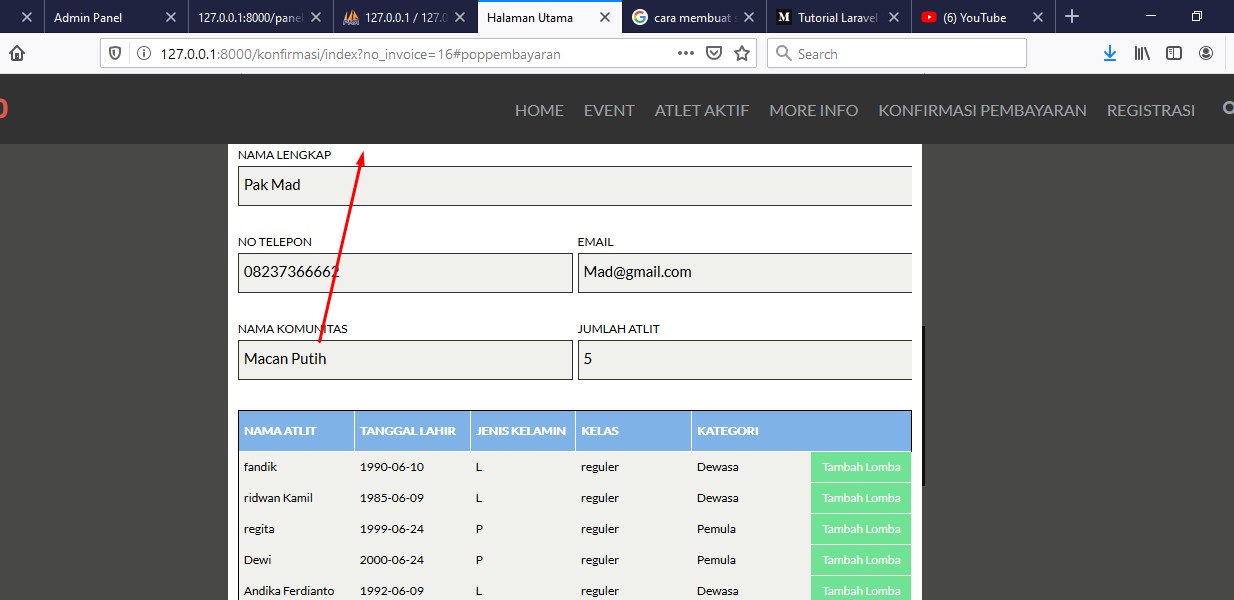 Admin Panel
127.0.0.1:8000/pane
127.0.0.1 / 127.0
Halaman Utama
cara membuat
Tutorial Laravel
(6) YouTube
127.0.0.1:8000/konfirmasi/index?no_invoice=16#poppembayaran
Search
HOME EVENT ATLET AKTIF MORE INFO KONFIRMASI PEMBAYARAN REGISTRASI
NAMA LENGKAP
Pak Mad
NO TELEPON EMAIL
08237366662 Mad@gmail.com
NAMA KOMUNITAS JUMLAH ATLIT
Macan Putih 5
NAMA ATLIT TANGGAL LAHIR JENIS KELAMIN KELAS KATEGORI
fandik 1990-06-10 L reguler Dewasa Tambah Lomba
ridwan Kamil 1985-06-09 L reguler Dewasa Tambah Lomba
regita 1999-06-24 P reguler Pemula Tambah Lomba
Dewi 2000-06-24 P reguler Pemula Tambah Lomba
Andika Ferdianto 1992-06-09 L reguler Dewasa Tambah Lomba